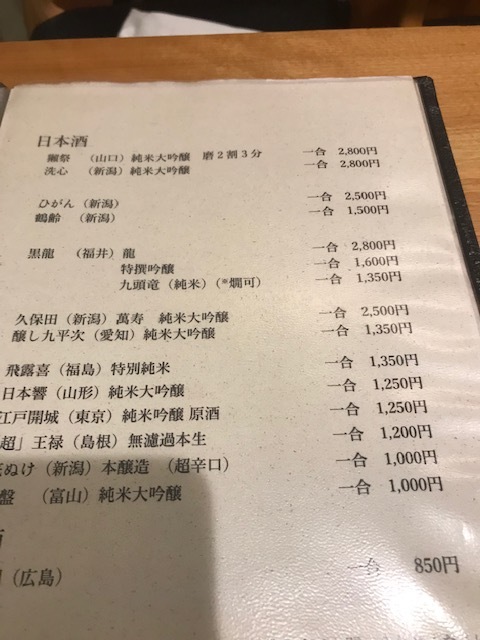 日本酒
獺祭 (山口) 純米大吟醸 磨2割3分 一合 2,800円
洗心 (新潟) 純米大吟醸 一合 2,800円
ひがん (新潟) 一合 2,500円
鶴齢 (新潟) 一合 1,500円
黒龍 (福井) 龍 一合 2,800円
特撰吟醸 一合 1,600円
九頭竜 (純米) (※燗可) 一合 1,350円
久保田 (新潟) 萬寿 純米大吟醸 一合 2,500円
醸し九平次 (愛知) 純米大吟醸 一合 1,350円
飛露喜 (福島) 特別純米 一合 1,350円
日本響 (山形) 純米大吟醸 一合 1,250円
江戸開城 (東京) 純米吟醸 原酒 一合 1,250円
超」王禄 (島根) 無濾過本生 一合 1,200円
ぬけ (新潟) 本醸造 (超辛口) 一合 1,000円
盤 (富山) 純米大吟醸 一合 1,000円
(広島) 一合 850円